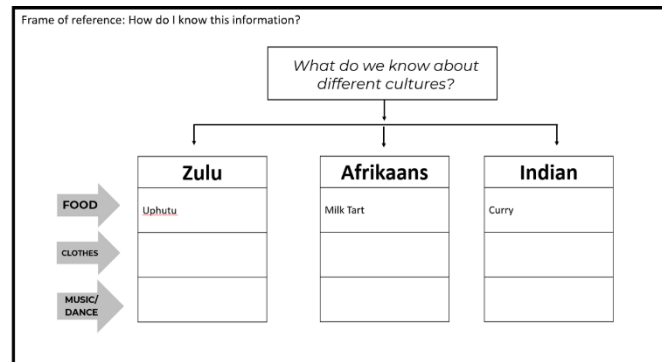 Frame of reference: How do I know this information?
What do we know about
different cultures?
Zulu
Afrikaans
Indian
FOOD
Uphutu
Milk Tart
Curry
CLOTHES
MUSIC/
DANCE